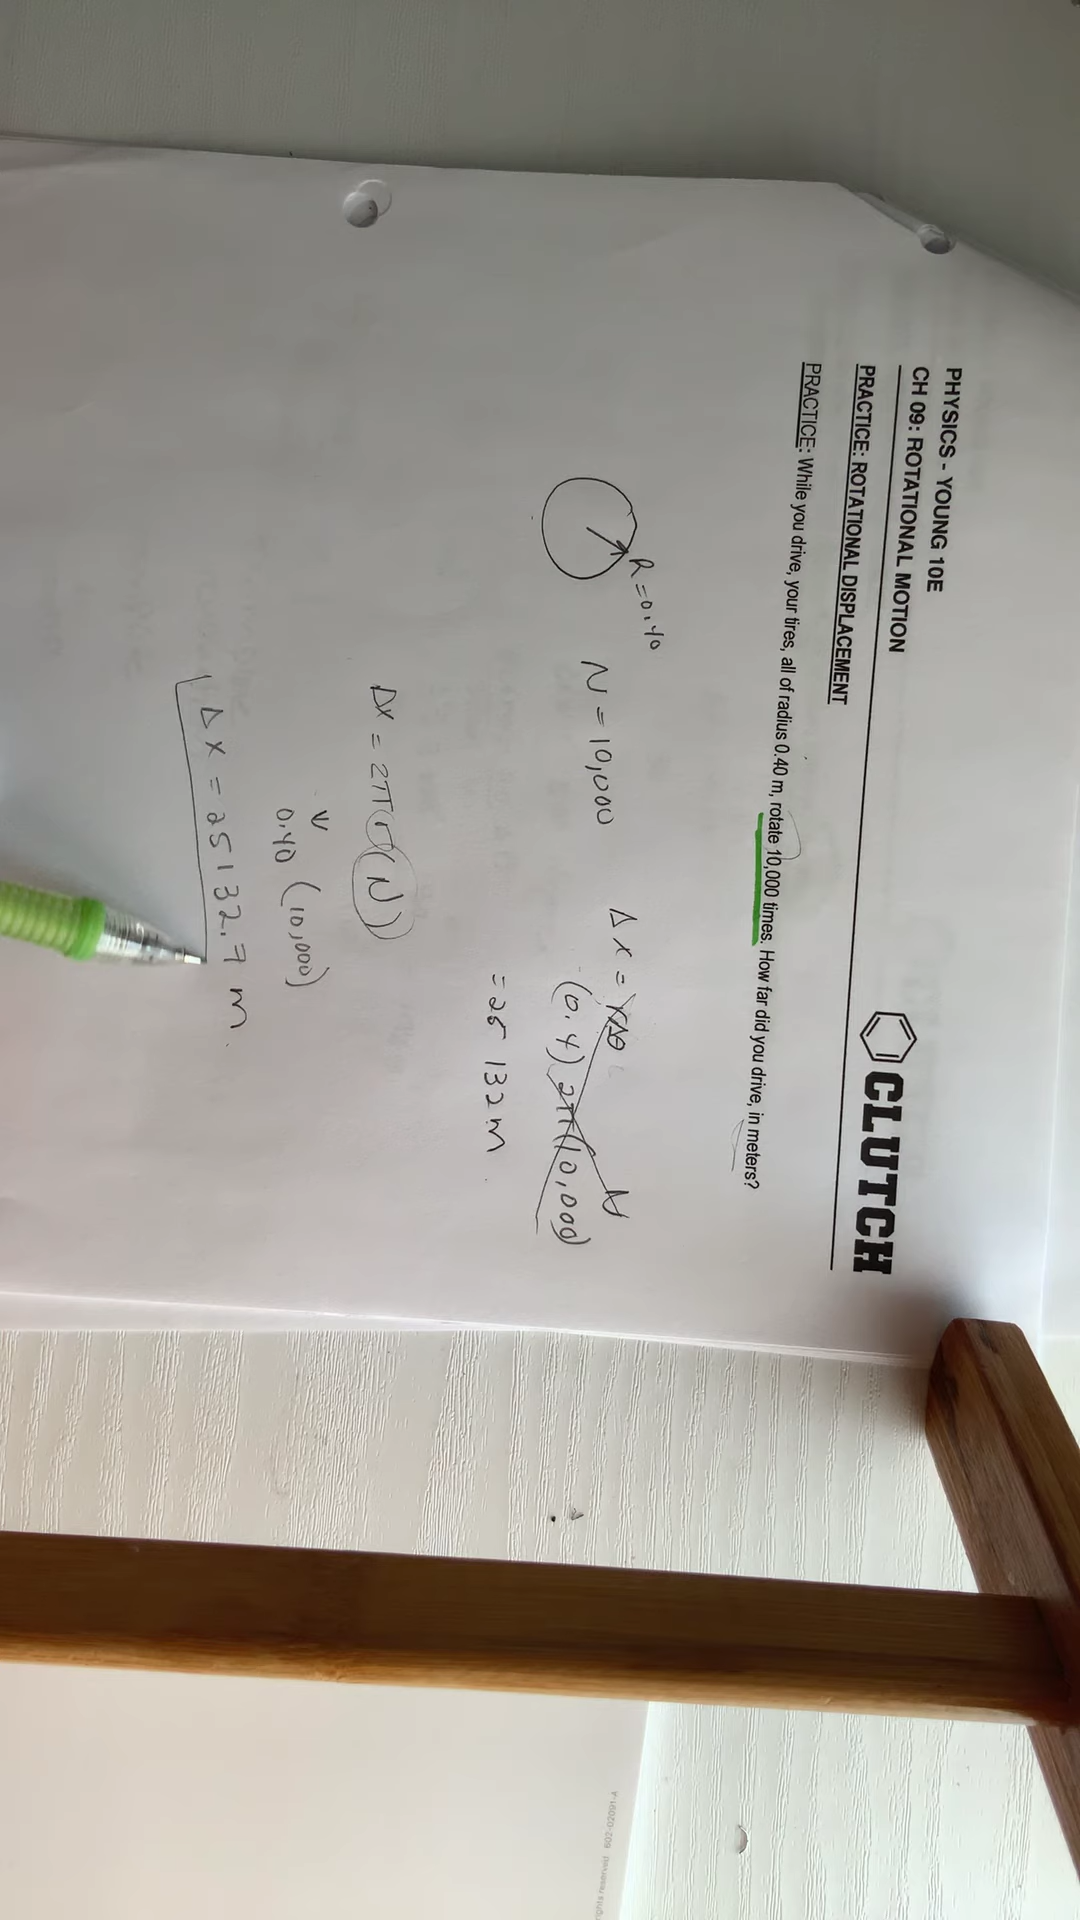 PHYSICS - YOUNG 10E
CLUTCH
CH 09: ROTATIONAL MOTION
PRACTICE: ROTATIONAL DISPLACEMENT
PRACTICE: While you drive, your tires, all of radius 0.40 m, rotate 10,000 times. How far did you drive, in meters?
R = 0.40
N = 10,000
Δx = rΔθ
N
(0.4) 2π(10,000)
= 25 132 m
Δx = 2πr(N)
0.40 (10,000)
Δx = 25132.7 m